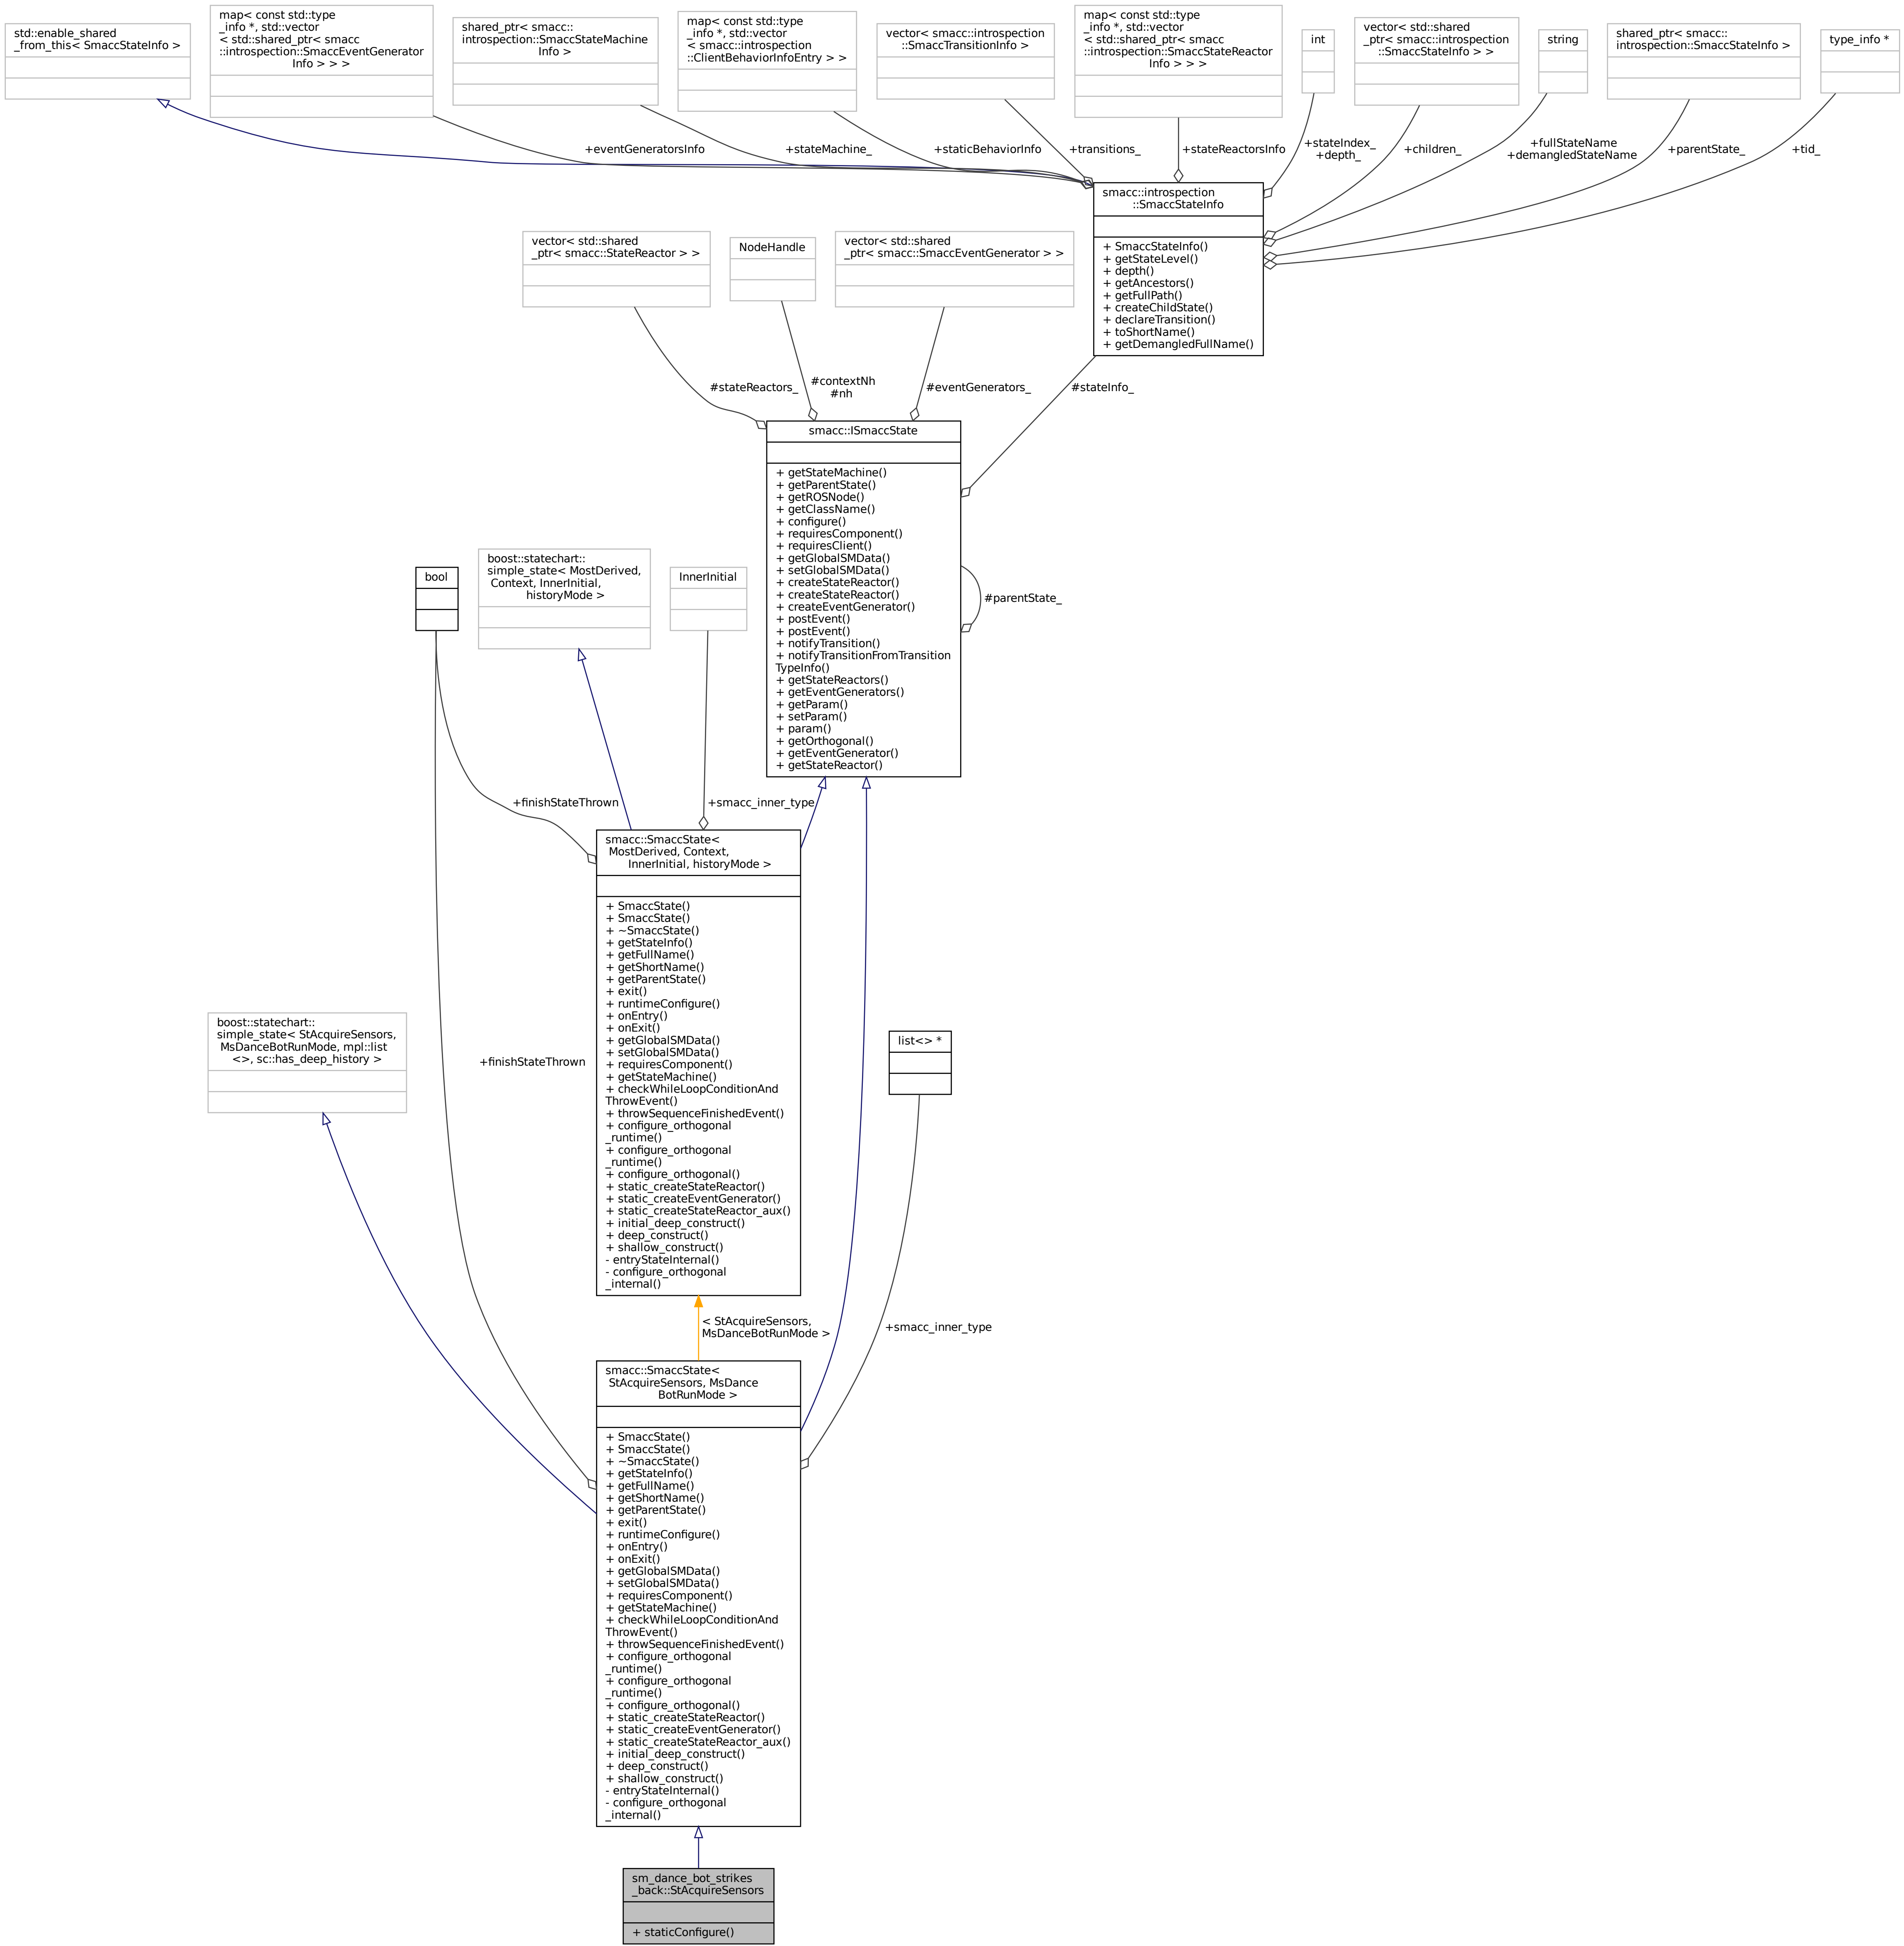 std::enable_shared
_from_this< SmaccStateInfo >
map< const std::type
_info *, std::vector
< std::shared_ptr< smacc
::introspection::SmaccEventGenerator
Info > > >
shared_ptr< smacc::
introspection::SmaccStateMachine
Info >
map< const std::type
_info *, std::vector
< smacc::introspection
::ClientBehaviorInfoEntry > >
vector< smacc::introspection
::SmaccTransitionInfo >
map< const std::type
_info *, std::vector
< std::shared_ptr< smacc
::introspection::SmaccStateReactor
Info > > >
int
vector< std::shared
_ptr< smacc::introspection
::SmaccStateInfo > >
string
shared_ptr< smacc::
introspection::SmaccStateInfo >
type_info *
+eventGeneratorsInfo
+stateMachine_
+staticBehaviorInfo
+transitions_
+stateReactorsInfo
+stateIndex_
+depth_
+children_
+fullStateName
+demangledStateName
+parentState_
+tid_
smacc::introspection
::SmaccStateInfo
+ SmaccStateInfo()
+ getStateLevel()
+ depth()
+ getAncestors()
+ getFullPath()
+ createChildState()
+ declareTransition()
+ toShortName()
+ getDemangledFullName()
vector< std::shared
_ptr< smacc::StateReactor > >
NodeHandle
vector< std::shared
_ptr< smacc::SmaccEventGenerator > >
#stateReactors_
#contextNh
#nh
#eventGenerators_
#stateInfo_
smacc::ISmaccState
+ getStateMachine()
+ getParentState()
+ getROSNode()
+ getClassName()
+ configure()
+ requiresComponent()
+ requiresClient()
+ getGlobalSMData()
+ setGlobalSMData()
+ createStateReactor()
+ createStateReactor()
+ createEventGenerator()
+ postEvent()
+ postEvent()
+ notifyTransition()
+ notifyTransitionFromTransition
TypeInfo()
+ getStateReactors()
+ getEventGenerators()
+ getParam()
+ setParam()
+ param()
+ getOrthogonal()
+ getEventGenerator()
+ getStateReactor()
#parentState_
bool
boost::statechart::
simple_state< MostDerived,
Context, InnerInitial,
historyMode >
InnerInitial
+finishStateThrown
+smacc_inner_type
smacc::SmaccState<
MostDerived, Context,
InnerInitial, historyMode >
+ SmaccState()
+ SmaccState()
+ ~SmaccState()
+ getStateInfo()
+ getFullName()
+ getShortName()
+ getParentState()
+ exit()
+ runtimeConfigure()
+ onEntry()
+ onExit()
+ getGlobalSMData()
+ setGlobalSMData()
+ requiresComponent()
+ getStateMachine()
+ checkWhileLoopConditionAnd
ThrowEvent()
+ throwSequenceFinishedEvent()
+ configure_orthogonal
_runtime()
+ configure_orthogonal
_runtime()
+ configure_orthogonal()
+ static_createStateReactor()
+ static_createEventGenerator()
+ static_createStateReactor_aux()
+ initial_deep_construct()
+ deep_construct()
+ shallow_construct()
- entryStateInternal()
- configure_orthogonal
_internal()
boost::statechart::
simple_state< StAcquireSensors,
MsDanceBotRunMode, mpl::list
<>, sc::has_deep_history >
+finishStateThrown
list<> *
< StAcquireSensors,
MsDanceBotRunMode >
+smacc_inner_type
smacc::SmaccState<
StAcquireSensors, MsDance
BotRunMode >
+ SmaccState()
+ SmaccState()
+ ~SmaccState()
+ getStateInfo()
+ getFullName()
+ getShortName()
+ getParentState()
+ exit()
+ runtimeConfigure()
+ onEntry()
+ onExit()
+ getGlobalSMData()
+ setGlobalSMData()
+ requiresComponent()
+ getStateMachine()
+ checkWhileLoopConditionAnd
ThrowEvent()
+ throwSequenceFinishedEvent()
+ configure_orthogonal
_runtime()
+ configure_orthogonal
_runtime()
+ configure_orthogonal()
+ static_createStateReactor()
+ static_createEventGenerator()
+ static_createStateReactor_aux()
+ initial_deep_construct()
+ deep_construct()
+ shallow_construct()
- entryStateInternal()
- configure_orthogonal
_internal()
sm_dance_bot_strikes
_back::StAcquireSensors
+ staticConfigure()